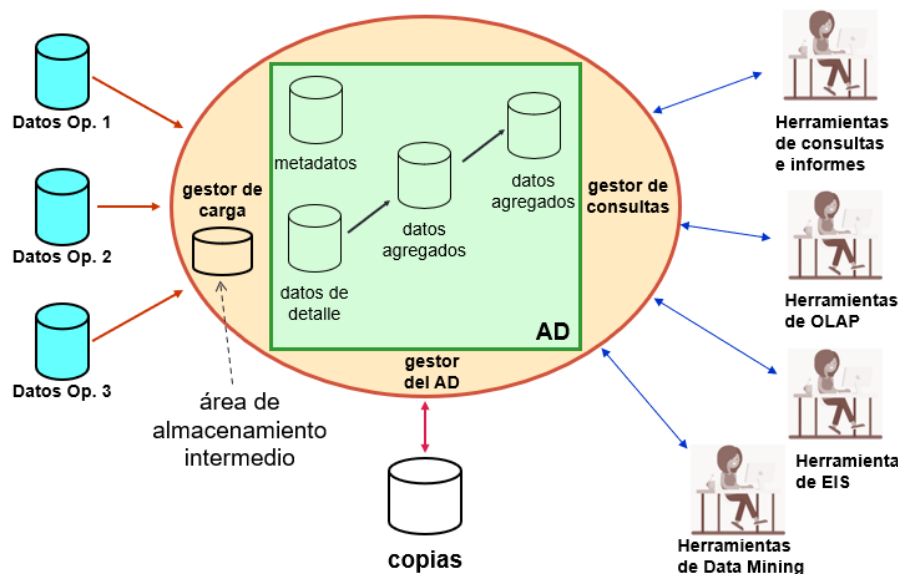 Datos Op. 1
Datos Op. 2
Datos Op. 3
gestor de
carga
área de
almacenamiento
intermedio
metadatos
datos de
detalle
datos
agregados
datos
agregados
AD
gestor de
consultas
gestor
del AD
copias
Herramientas
de consultas
e informes
Herramientas
de OLAP
Herramienta
de EIS
Herramientas
de Data Mining